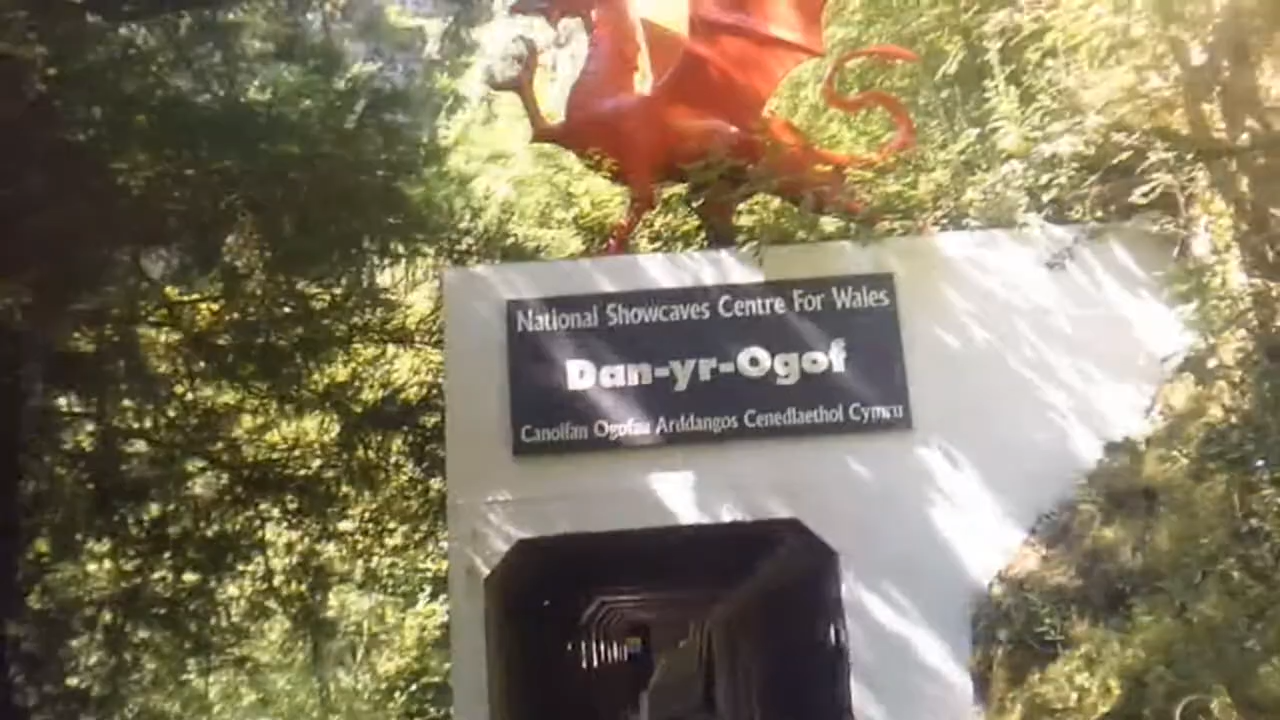 National Showcaves Centre For Wales
Dan-yr-Ogof
Canolfan Ogofau Arddangos Cenedlaethol Cymru